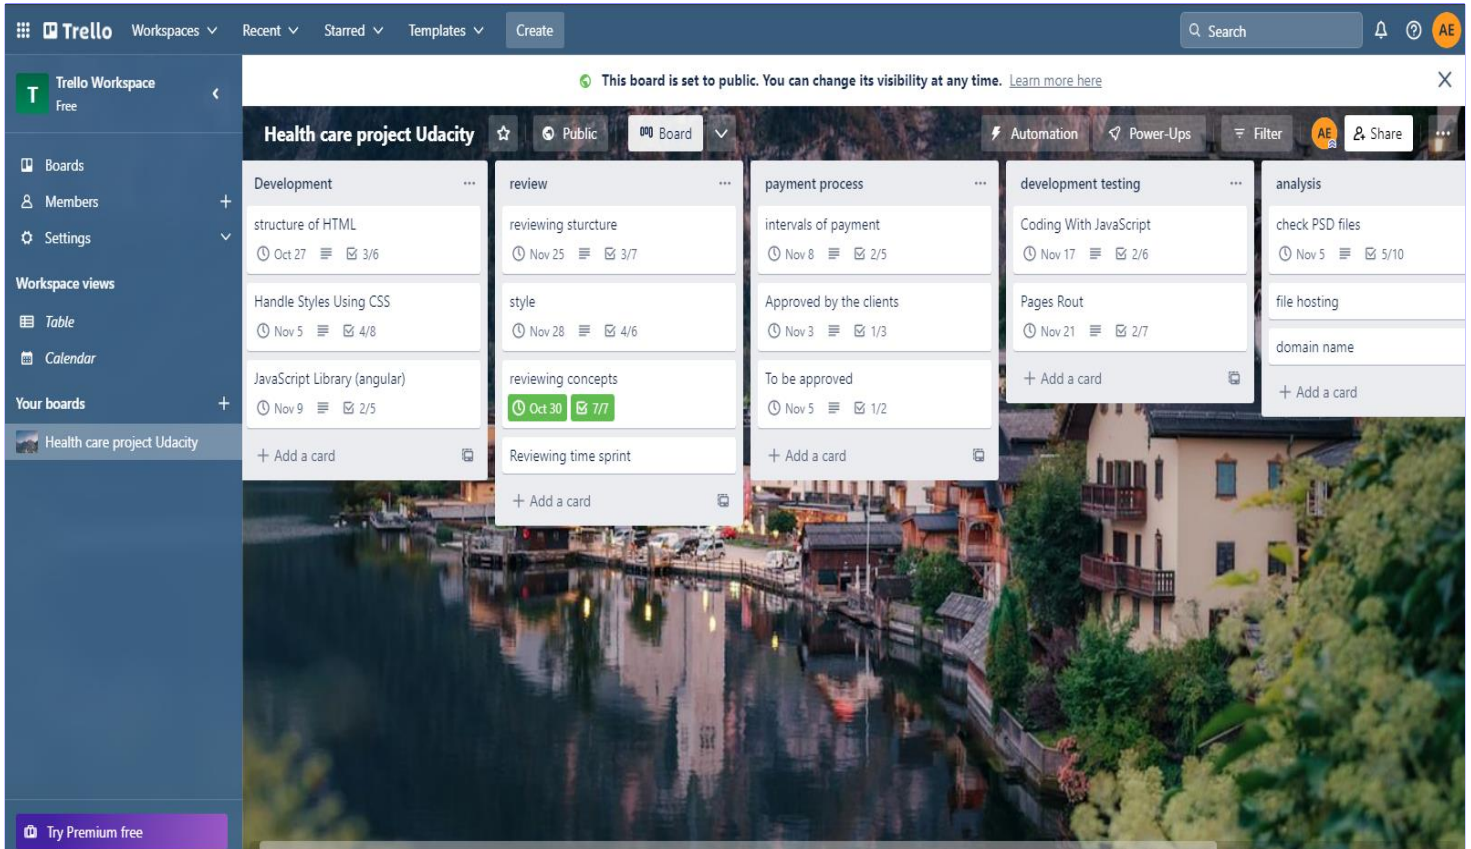 Trello Workspaces Recent Starred Templates Create Search AE
T Trello Workspace
Free
Boards
Members
Settings
Workspace views
Table
Calendar
Your boards
Health care project Udacity
Try Premium free
This board is set to public. You can change its visibility at any time. Learn more here
Health care project Udacity Public Board Automation Power-Ups Filter AE Share
Development
structure of HTML
Oct 27 3/6
Handle Styles Using CSS
Nov 5 4/8
JavaScript Library (angular)
Nov 9 2/5
+ Add a card
review
reviewing sturcture
Nov 25 3/7
style
Nov 28 4/6
reviewing concepts
Oct 30 7/7
Reviewing time sprint
+ Add a card
payment process
intervals of payment
Nov 8 2/5
Approved by the clients
Nov 3 1/3
To be approved
Nov 5 1/2
+ Add a card
development testing
Coding With JavaScript
Nov 17 2/6
Pages Rout
Nov 21 2/7
+ Add a card
analysis
check PSD files
Nov 5 5/10
file hosting
domain name
+ Add a card